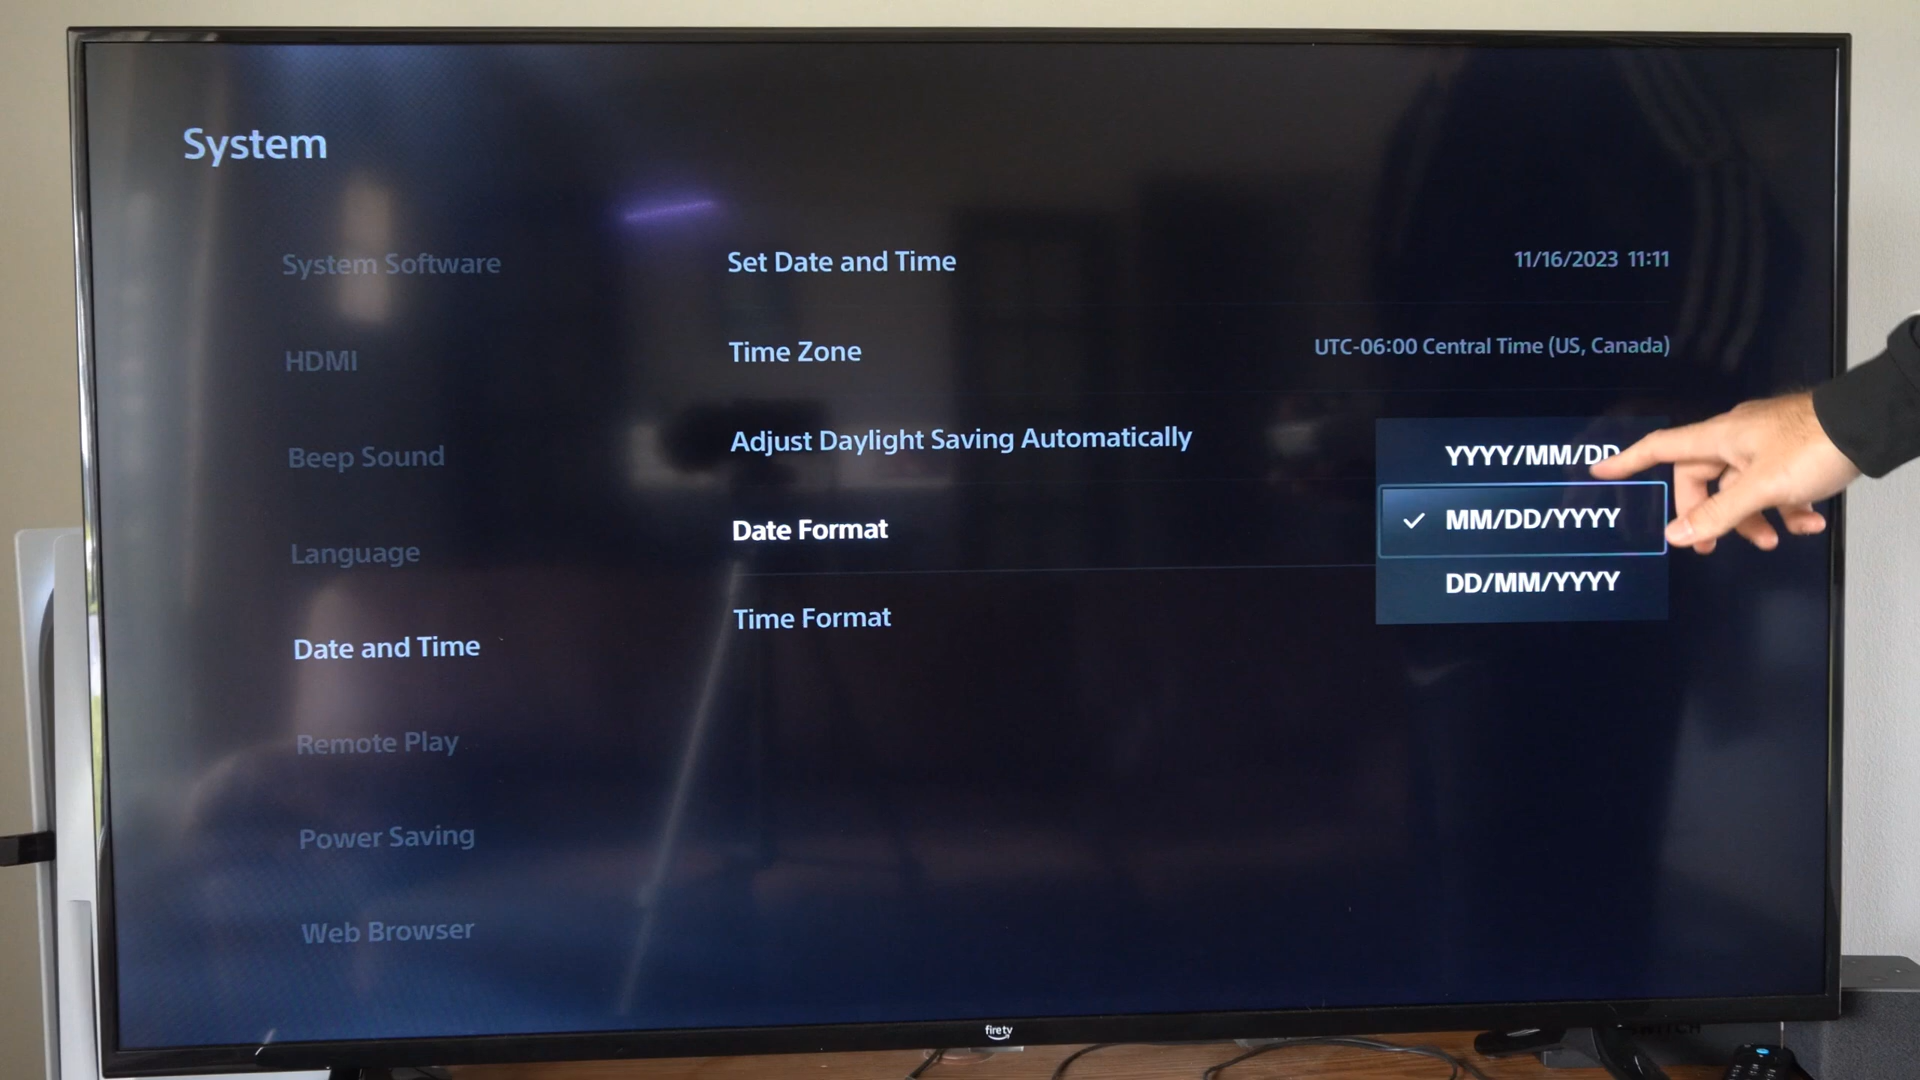 System
System Software
HDMI
Beep Sound
Language
Date and Time
Remote Play
Power Saving
Web Browser
Set Date and Time
11/16/2023 11:11
Time Zone
UTC-06:00 Central Time (US, Canada)
Adjust Daylight Saving Automatically
Date Format
Time Format
YYYY/MM/DD
MM/DD/YYYY
DD/MM/YYYY
firetv
SWITCH